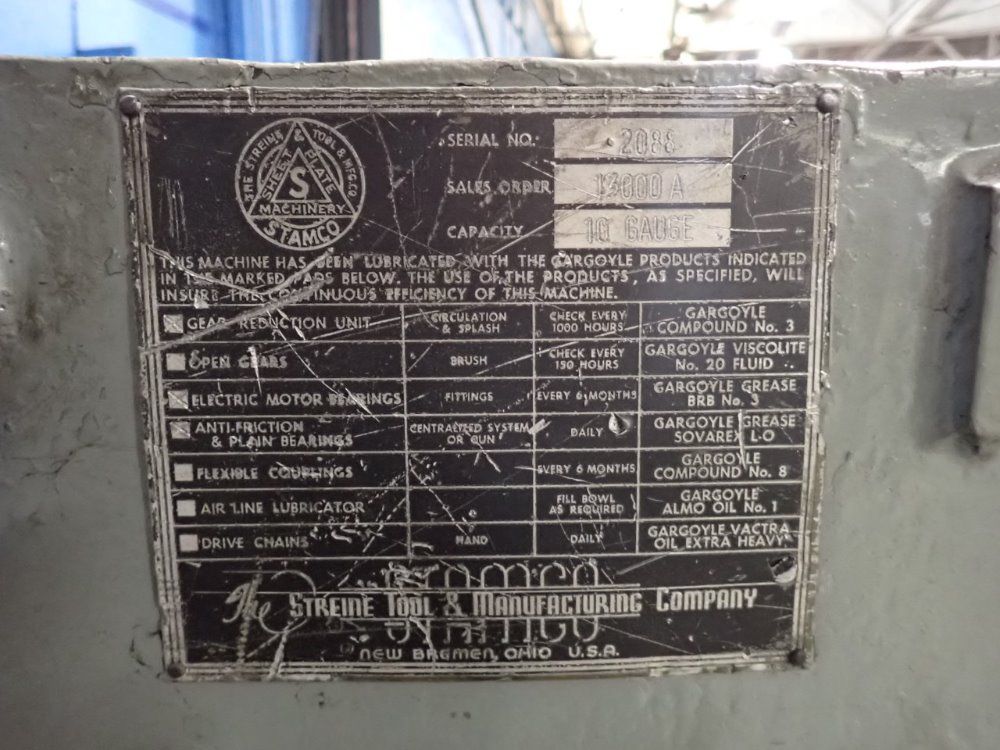 THE STREINE TOOL & MFG. CO.
SHEET & PLATE
S
MACHINERY
STAMCO
SERIAL NO. 2088
SALES ORDER 13000 A
CAPACITY 10 GAUGE
THIS MACHINE HAS BEEN LUBRICATED WITH THE GARGOYLE PRODUCTS INDICATED
IN THE MARKED PADS BELOW. THE USE OF THE PRODUCTS, AS SPECIFIED, WILL
INSURE THE CONTINUOUS EFFICIENCY OF THIS MACHINE.
GEAR REDUCTION UNIT
CIRCULATION
& SPLASH
CHECK EVERY
1000 HOURS
GARGOYLE
COMPOUND No. 3
OPEN GEARS
BRUSH
CHECK EVERY
150 HOURS
GARGOYLE VISCOLITE
No. 20 FLUID
ELECTRIC MOTOR BEARINGS
FITTINGS
EVERY 6 MONTHS
GARGOYLE GREASE
BRB No. 3
ANTI-FRICTION
& PLAIN BEARINGS
CENTRALIZED SYSTEM
OR GUN
DAILY
GARGOYLE GREASE
SOVAREX L-O
FLEXIBLE COUPLINGS
EVERY 6 MONTHS
GARGOYLE
COMPOUND No. 8
AIR LINE LUBRICATOR
FILL BOWL
AS REQUIRED
GARGOYLE
ALMO OIL No. 1
DRIVE CHAINS
HAND
DAILY
GARGOYLE VACTRA
OIL EXTRA HEAVY
STAMCO
The STREINE TOOL & MANUFACTURING COMPANY
NEW BREMEN, OHIO U.S.A.